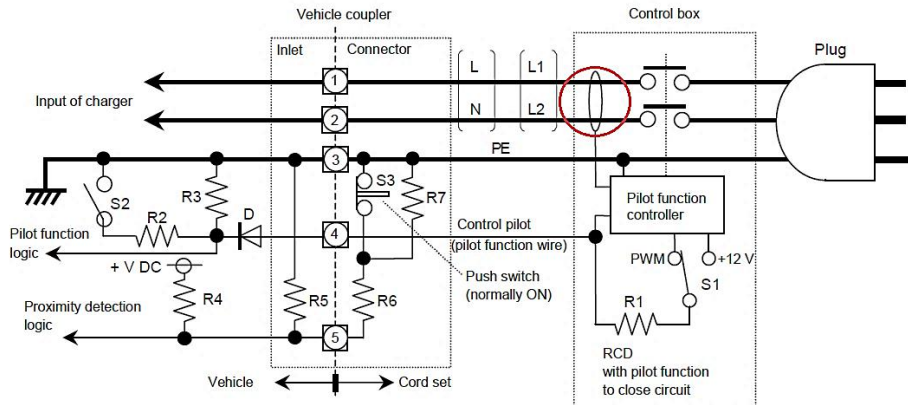 Vehicle coupler
Control box
Inlet
Connector
Plug
1
L
L1
Input of charger
2
N
L2
3
PE
S3
R3
R7
S2
R2
D
4
Control pilot
(pilot function wire)
Pilot function
controller
Pilot function
logic
+ V DC
Push switch
(normally ON)
PWM
+12 V
S1
R4
R5
R6
R1
Proximity detection
logic
5
RCD
with pilot function
to close circuit
Vehicle
Cord set